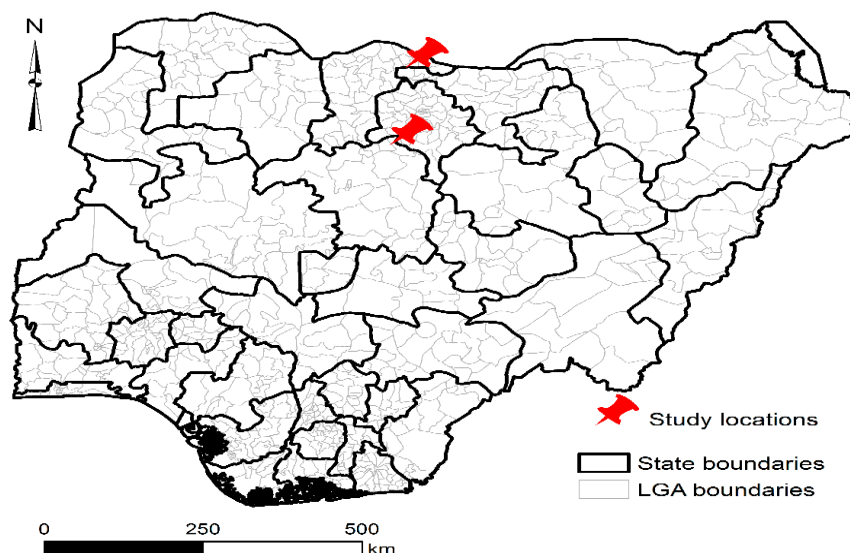 N
Study locations
State boundaries
LGA boundaries
0 250 500
km